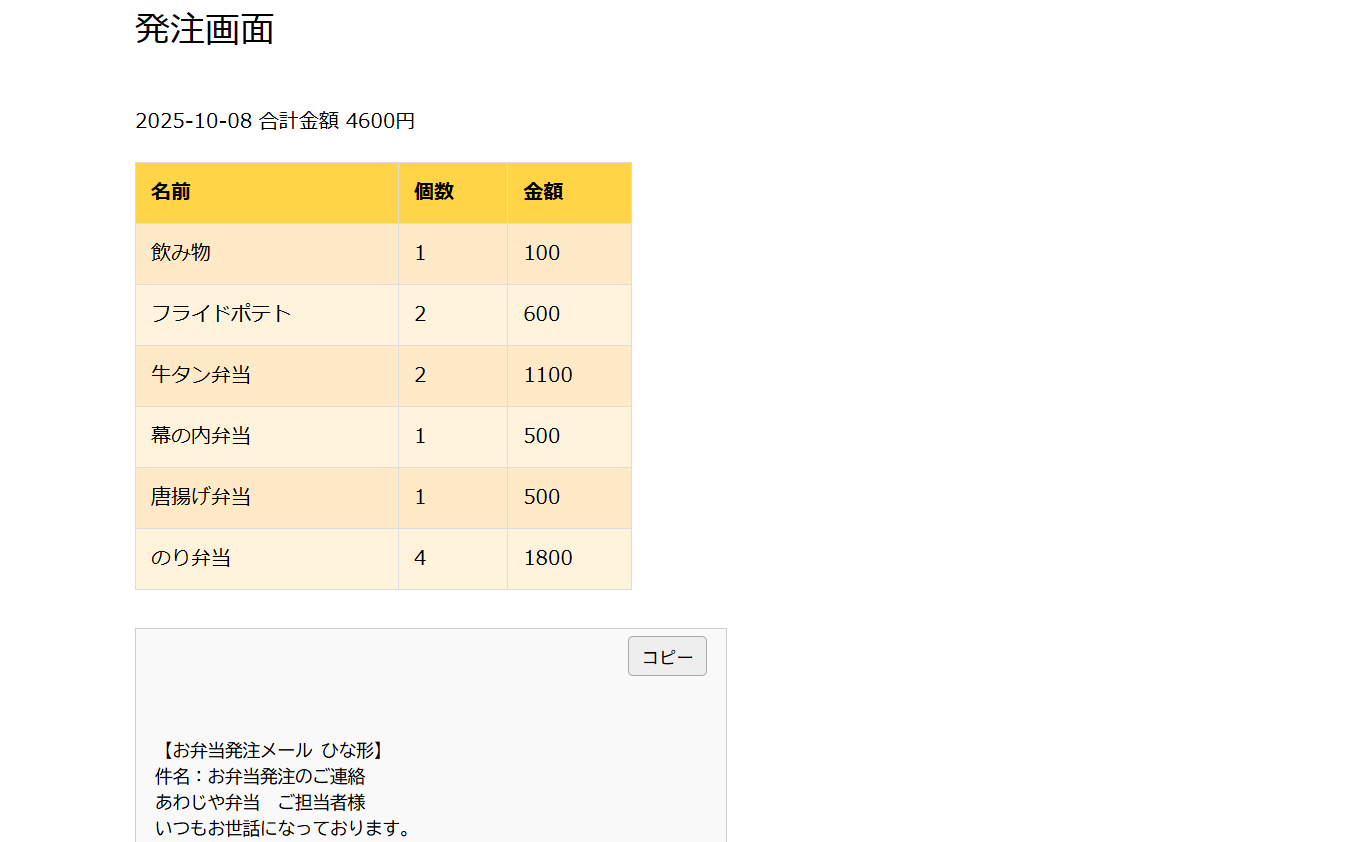 発注画面
2025-10-08 合計金額 4600円
名前 個数 金額
飲み物 1 100
フライドポテト 2 600
牛タン弁当 2 1100
幕の内弁当 1 500
唐揚げ弁当 1 500
のり弁当 4 1800
コピー
【お弁当発注メール ひな形】
件名：お弁当発注のご連絡
あわじや弁当　ご担当者様
いつもお世話になっております。